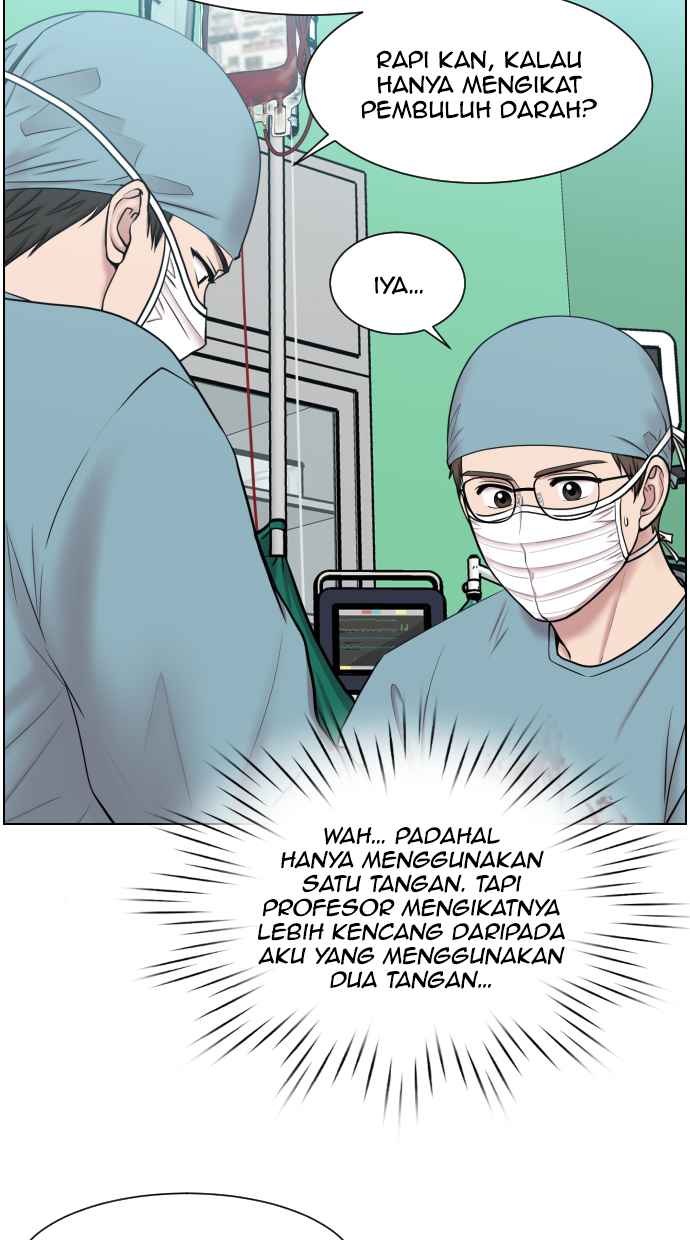 RAPI KAN, KALAU
HANYA MENGIKAT
PEMBULUH DARAH?
IYA...
WAH... PADAHAL
HANYA MENGGUNAKAN
SATU TANGAN. TAPI
PROFESOR MENGIKATNYA
LEBIH KENCANG DARIPADA
AKU YANG MENGGUNAKAN
DUA TANGAN...